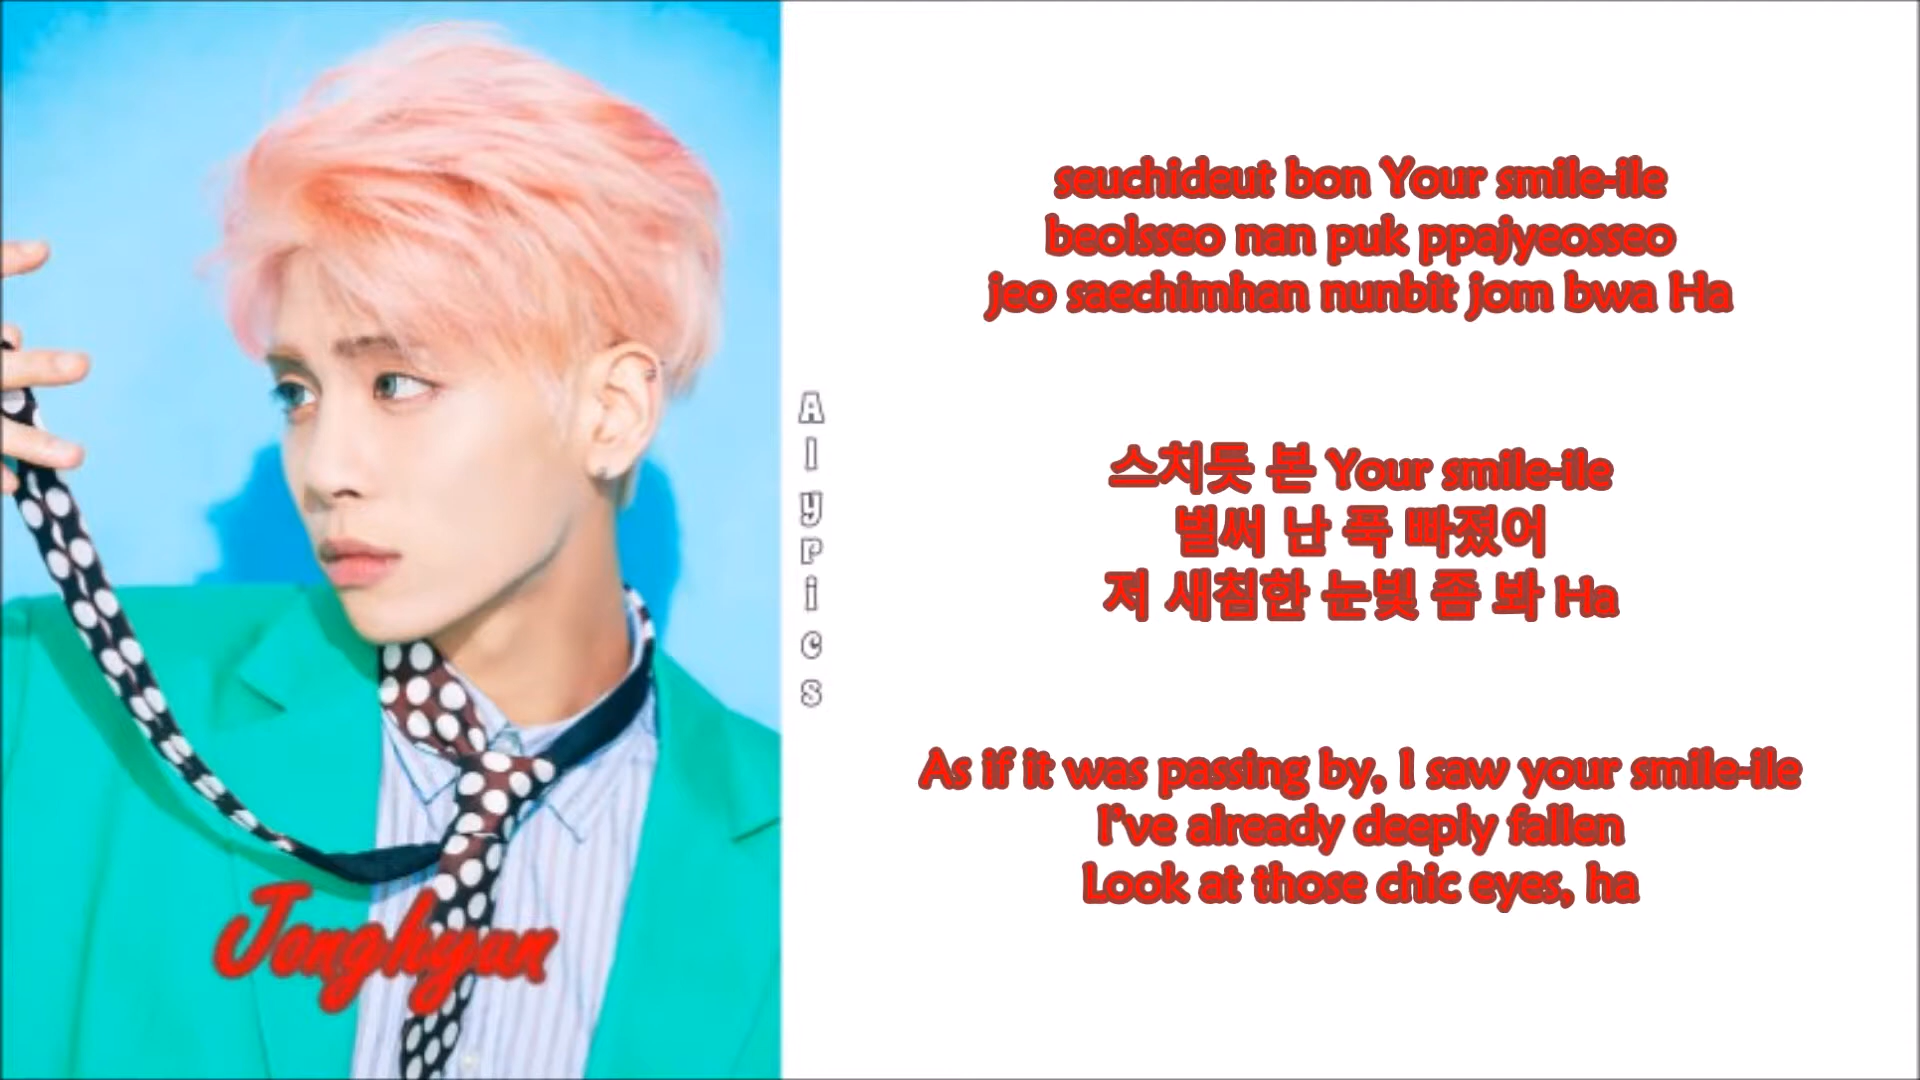 seuchideut bon Your smile-ile
beolsseo nan puk ppajyeosseo
jeo saechimhan nunbit jom bwa Ha
스치듯 본 Your smile-ile
벌써 난 푹 빠졌어
저 새침한 눈빛 좀 봐 Ha
As if it was passing by, I saw your smile-ile
I've already deeply fallen
Look at those chic eyes, ha
Jonghyun
Alypics